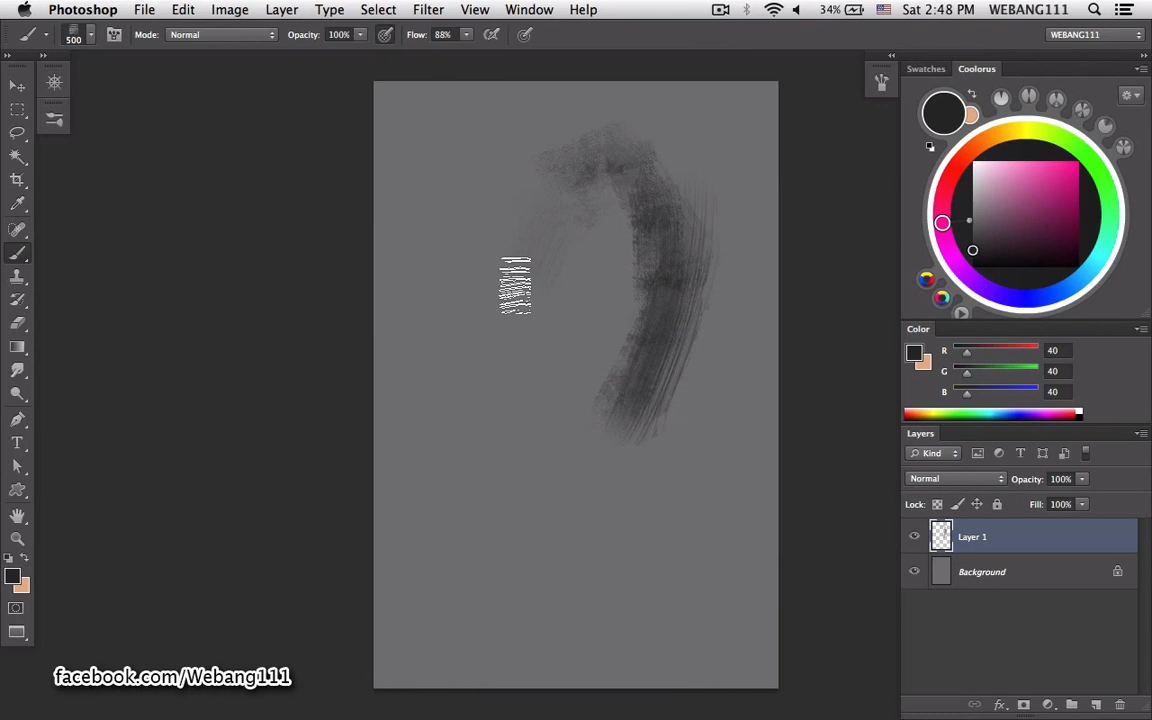 Photoshop File Edit Image Layer Type Select Filter View Window Help 34% Sat 2:48 PM WEBANG111
500 Mode: Normal Opacity: 100% Flow: 88% WEBANG111
Swatches Coolorus
Color
R 40
G 40
B 40
Layers
Kind
Normal Opacity: 100%
Lock: Fill: 100%
Layer 1
Background
fx
facebook.com/Webang111